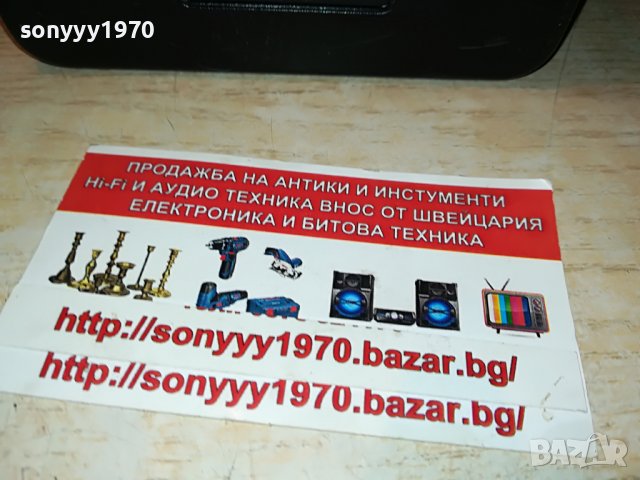 sonyyy1970
sonyyy1970
ПРОДАЖБА НА АНТИКИ И ИНСТУМЕНТИ
Hi-Fi И АУДИО ТЕХНИКА ВНОС ОТ ШВЕЙЦАРИЯ
ЕЛЕКТРОНИКА И БИТОВА ТЕХНИКА
http://sonyyy1970.bazar.bg/
http://sonyyy1970.bazar.bg/
BAZAR